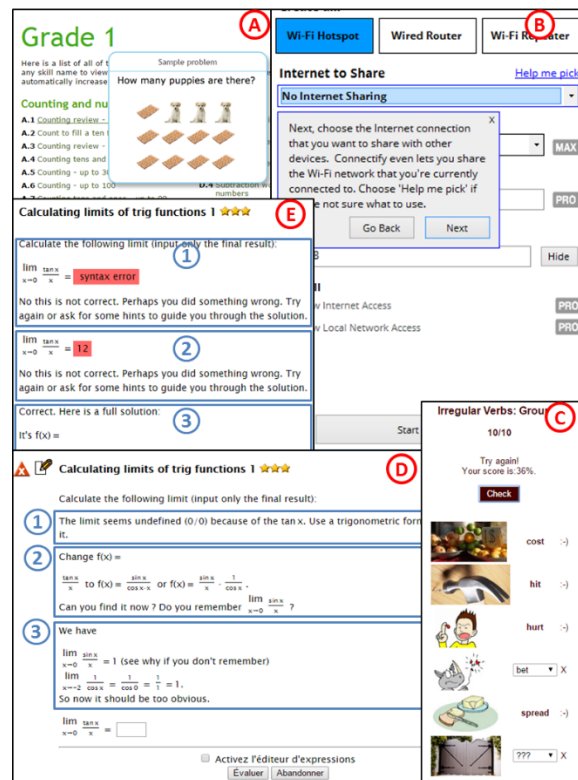 A
Grade 1
Here is a list of all of t
any skill name to view
automatically increase
Counting and nu
A.1 Counting review -
A.2 Count to fill a ten
A.3 Counting review -
A.4 Counting tens and
A.5 Counting - up to 30
A.6 Counting - up to 100
Sample problem
How many puppies are there?
D.4 Subtraction
numbers
B
Wi-Fi Hotspot
Wired Router
Wi-Fi Repeater
Internet to Share
Help me pick
No Internet Sharing
X
Next, choose the Internet connection
that you want to share with other
devices. Connectify even lets you share
the Wi-Fi network that you're currently
connected to. Choose 'Help me pick' if
re not sure what to use.
Go Back
Next
MAX
PRO
Hide
w Internet Access
PRO
w Local Network Access
PRO
Start
E
Calculating limits of trig functions 1
Calculate the following limit (input only the final result):
1
lim x→0 tan x / x = syntax error
No this is not correct. Perhaps you did something wrong. Try
again or ask for some hints to guide you through the solution.
2
lim x→0 tan x / x = 12
No this is not correct. Perhaps you did something wrong. Try
again or ask for some hints to guide you through the solution.
3
Correct. Here is a full solution:
It's f(x) =
C
Irregular Verbs: Grou
10/10
Try again!
Your score is:36%.
Check
cost :-)
hit :-)
hurt :-)
bet X
spread :-)
??? X
D
Calculating limits of trig functions 1
Calculate the following limit (input only the final result):
1
The limit seems undefined (0/0) because of the tan x. Use a trigonometric form
it.
2
Change f(x) =
tan x / x to f(x) = sin x / cos x·x or f(x) = sin x / x · 1 / cos x .
Can you find it now ? Do you remember lim x→0 sin x / x ?
3
We have
lim x→0 sin x / x = 1 (see why if you don't remember)
lim x→-2 1 / cos x = 1 / cos 0 = 1 / 1 = 1.
So now it should be too obvious.
lim x→0 tan x / x =
Activez l'éditeur d'expressions
Évaluer
Abandonner